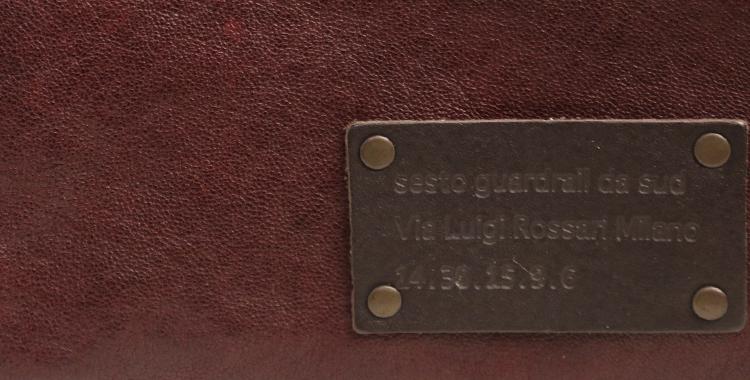 sesto guardrail da sud
Via Luigi Rossari Milano
14.30.15.9.6